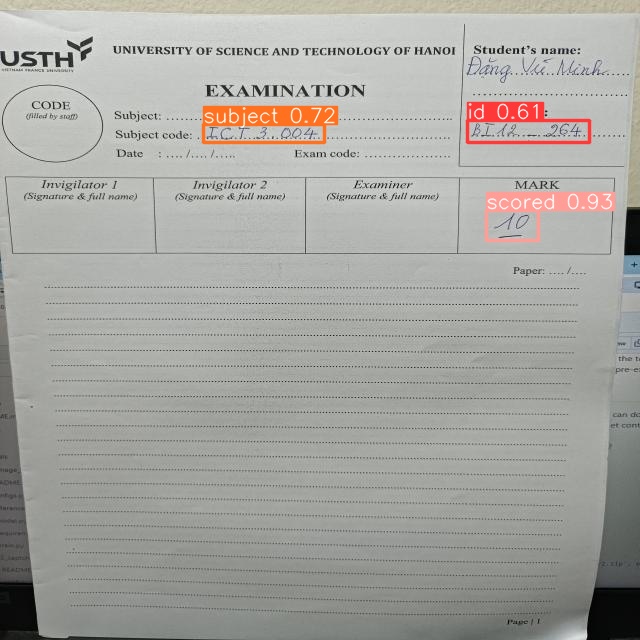 USTH
VIETNAM FRANCE UNIVERSITY
UNIVERSITY OF SCIENCE AND TECHNOLOGY OF HANOI
EXAMINATION
CODE
(filled by staff)
Subject: ......
subject 0.72
Subject code: I.C.T 3.004
Date : .... /.... /.....
Exam code: ........................
Student's name:
Đặng Vũ Minh
id 0.61
BI12 - 264
Invigilator 1
(Signature & full name)
Invigilator 2
(Signature & full name)
Examiner
(Signature & full name)
MARK
scored 0.93
10
Paper: .... /....
Page | 1